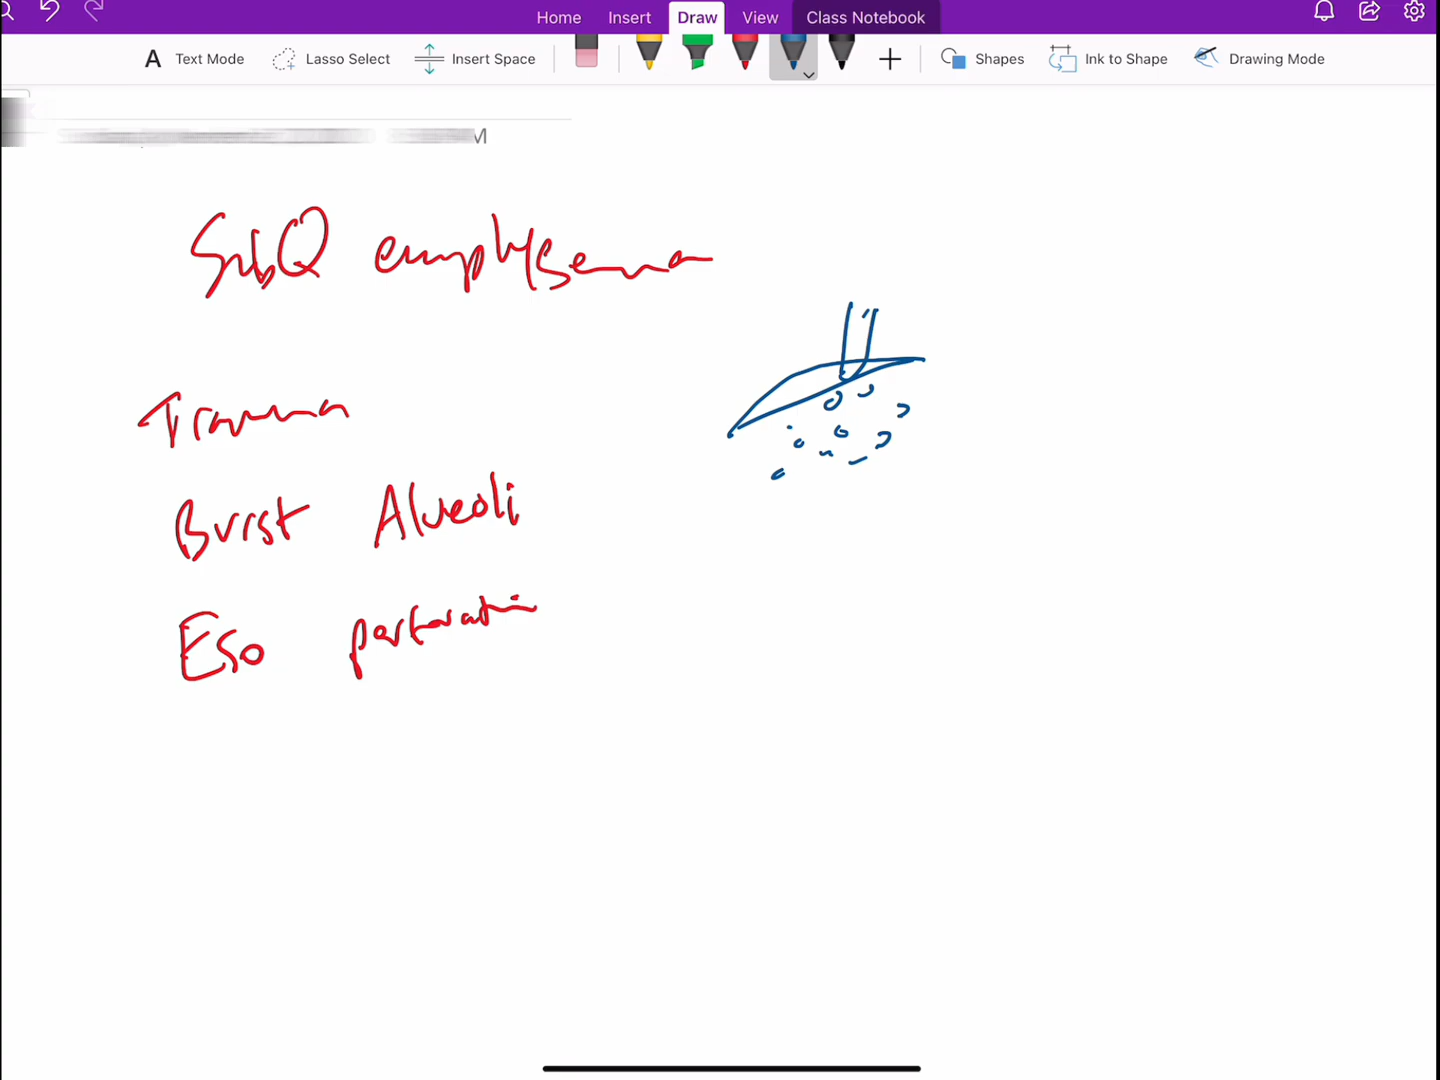 Home Insert Draw View Class Notebook
A Text Mode Lasso Select Insert Space Shapes Ink to Shape Drawing Mode
M
SubQ emphysema
Trauma
Burst Alveoli
Eso perforation